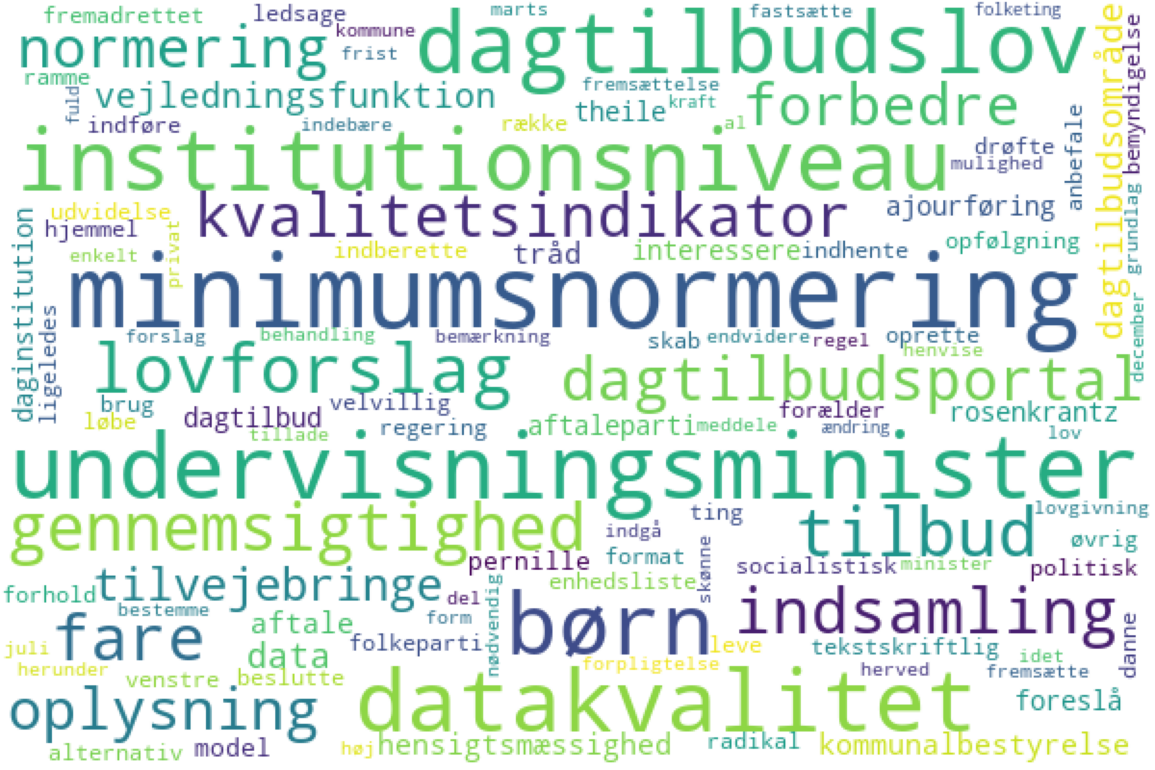 fremadrettet ledsage marts fastsætte folketing
normering kommune frist dagtilbudslov
ramme fuld vejledningsfunktion fremsættelse theile kraft forbedre
dagtilbudsområde bemyndigelse
indføre indebære række al drøfte
institutionsniveau mulighed anbefale
udvidelse hjemmel kvalitetsindikator ajourføring grundlag
enkelt privat indberette tråd interessere indhente opfølgning
daginstitution minimumsnormering
ligeledes forslag behandling bemærkning skab endvidere regel oprette henvise december
lovforslag dagtilbudsportal
brug velvillig forælder rosenkrantz
løbe dagtilbud tillade regering aftaleparti meddele ændring lov
undervisningsminister
gennemsigtighed ting indgå tilbud lovgivning øvrig
pernille format skønne socialistisk minister politisk
forhold tilvejebringe nødvendig del enhedsliste
bestemme form børn indsamling
juli fare aftale folkeparti leve tekstskriftlig idet danne
herunder data forpligtelse herved fremsætte
venstre beslutte
oplysning datakvalitet foreslå
alternativ model høj hensigtsmæssighed radikal kommunalbestyrelse